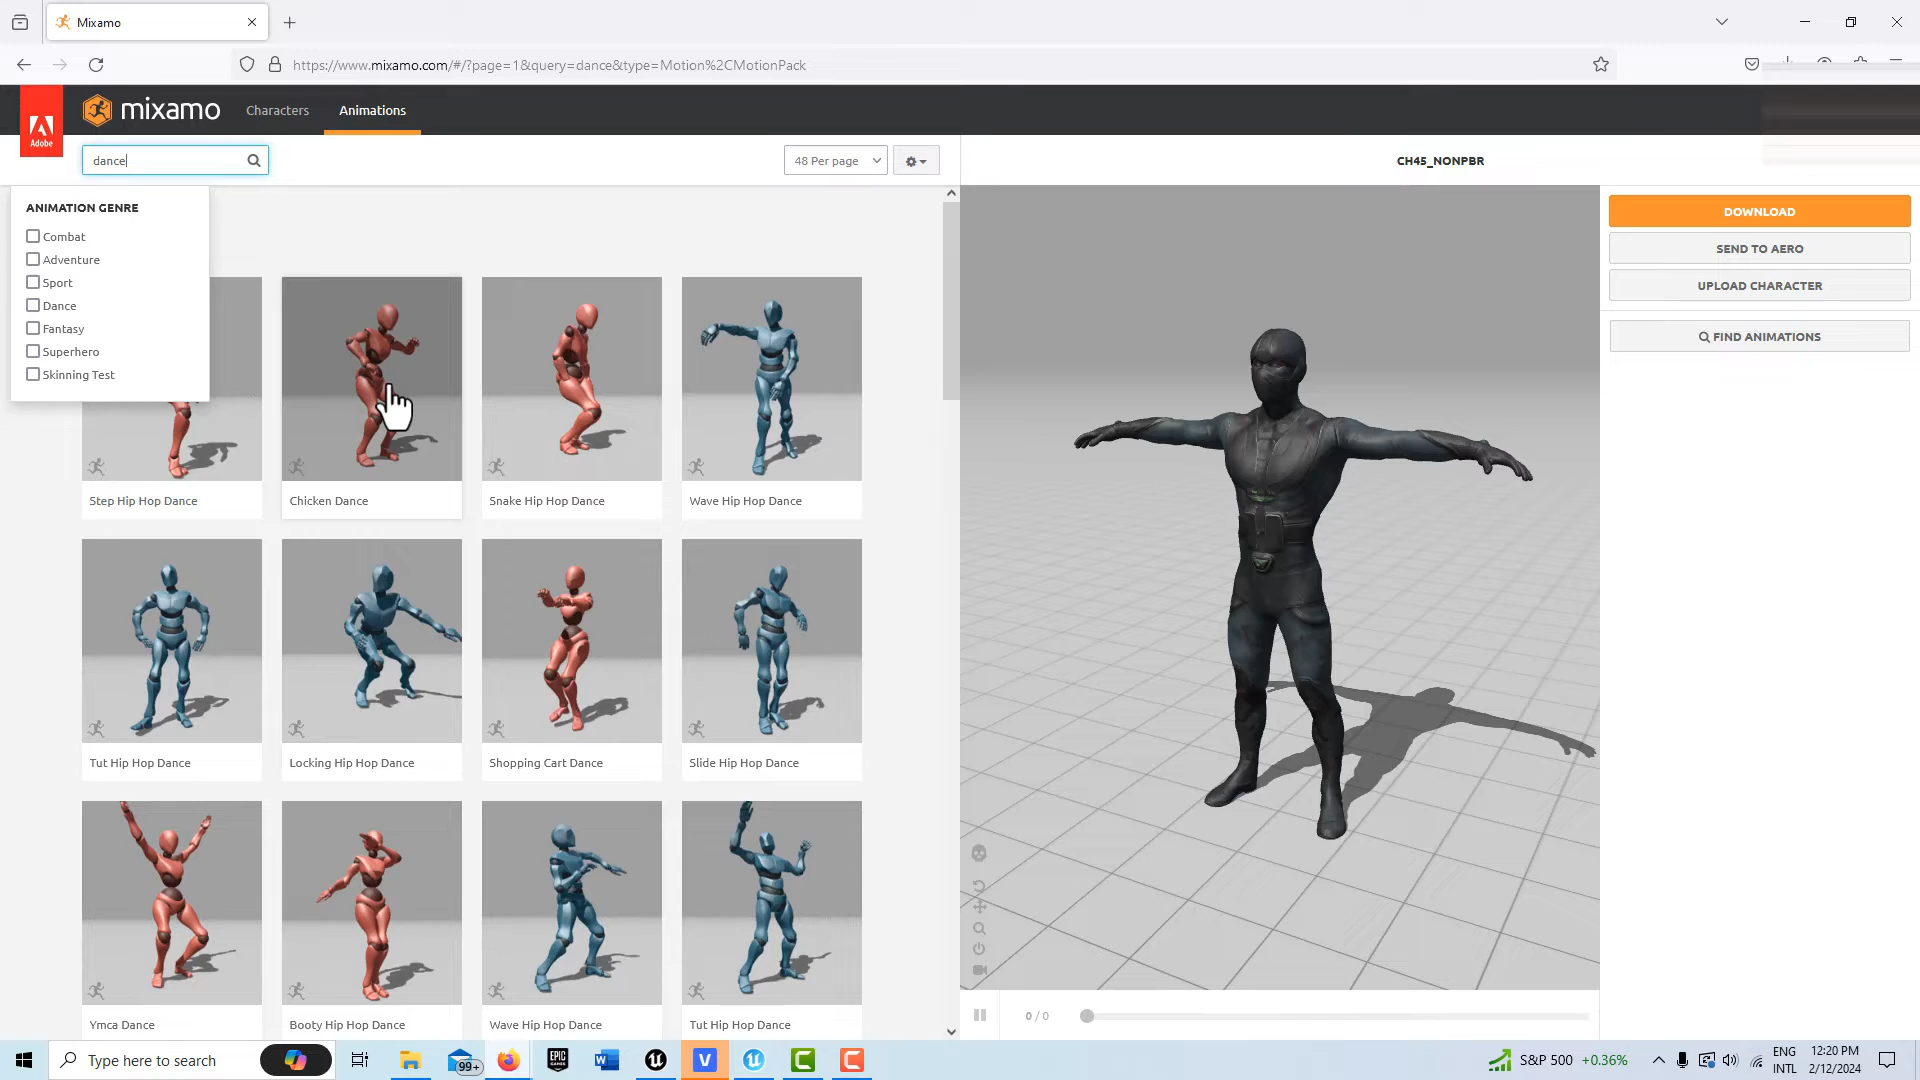 Mixamo
https://www.mixamo.com/#/?page=1&query=dance&type=Motion%2CMotionPack
Adobe
mixamo
Characters
Animations
dance
48 Per page
CH45_NONPBR
ANIMATION GENRE
Combat
Adventure
Sport
Dance
Fantasy
Superhero
Skinning Test
DOWNLOAD
SEND TO AERO
UPLOAD CHARACTER
FIND ANIMATIONS
Step Hip Hop Dance
Chicken Dance
Snake Hip Hop Dance
Wave Hip Hop Dance
Tut Hip Hop Dance
Locking Hip Hop Dance
Shopping Cart Dance
Slide Hip Hop Dance
Ymca Dance
Booty Hip Hop Dance
Wave Hip Hop Dance
Tut Hip Hop Dance
0 / 0
Type here to search
99+
EPIC GAMES
W
V
S&P 500 +0.36%
ENG
INTL
12:20 PM
2/12/2024